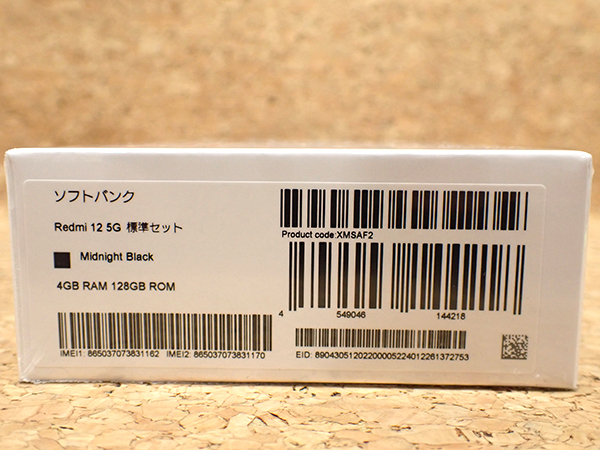 ソフトバンク
Redmi 12 5G 標準セット
Midnight Black
4GB RAM 128GB ROM
IMEI1: 865037073831162 IMEI2: 865037073831170
Product code:XMSAF2
4 549046 144218
EID: 89043051202200005224012261372753